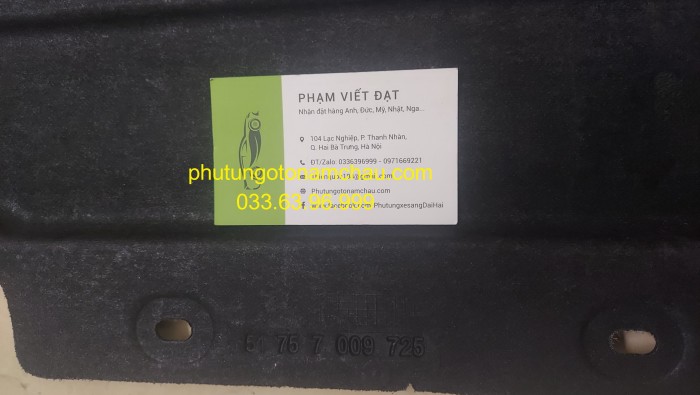 PHẠM VIẾT ĐẠT
Nhận đặt hàng Anh, Đức, Mỹ, Nhật, Nga...
104 Lạc Nghiệp, P. Thanh Nhàn,
Q. Hai Bà Trưng, Hà Nội
ĐT/Zalo: 0336396999 - 0971669221
phutungotonamchau.com
Phutungotonamchau.com
033.63.96.999
PhutungxesangDaiHai
51 75 7 009 725